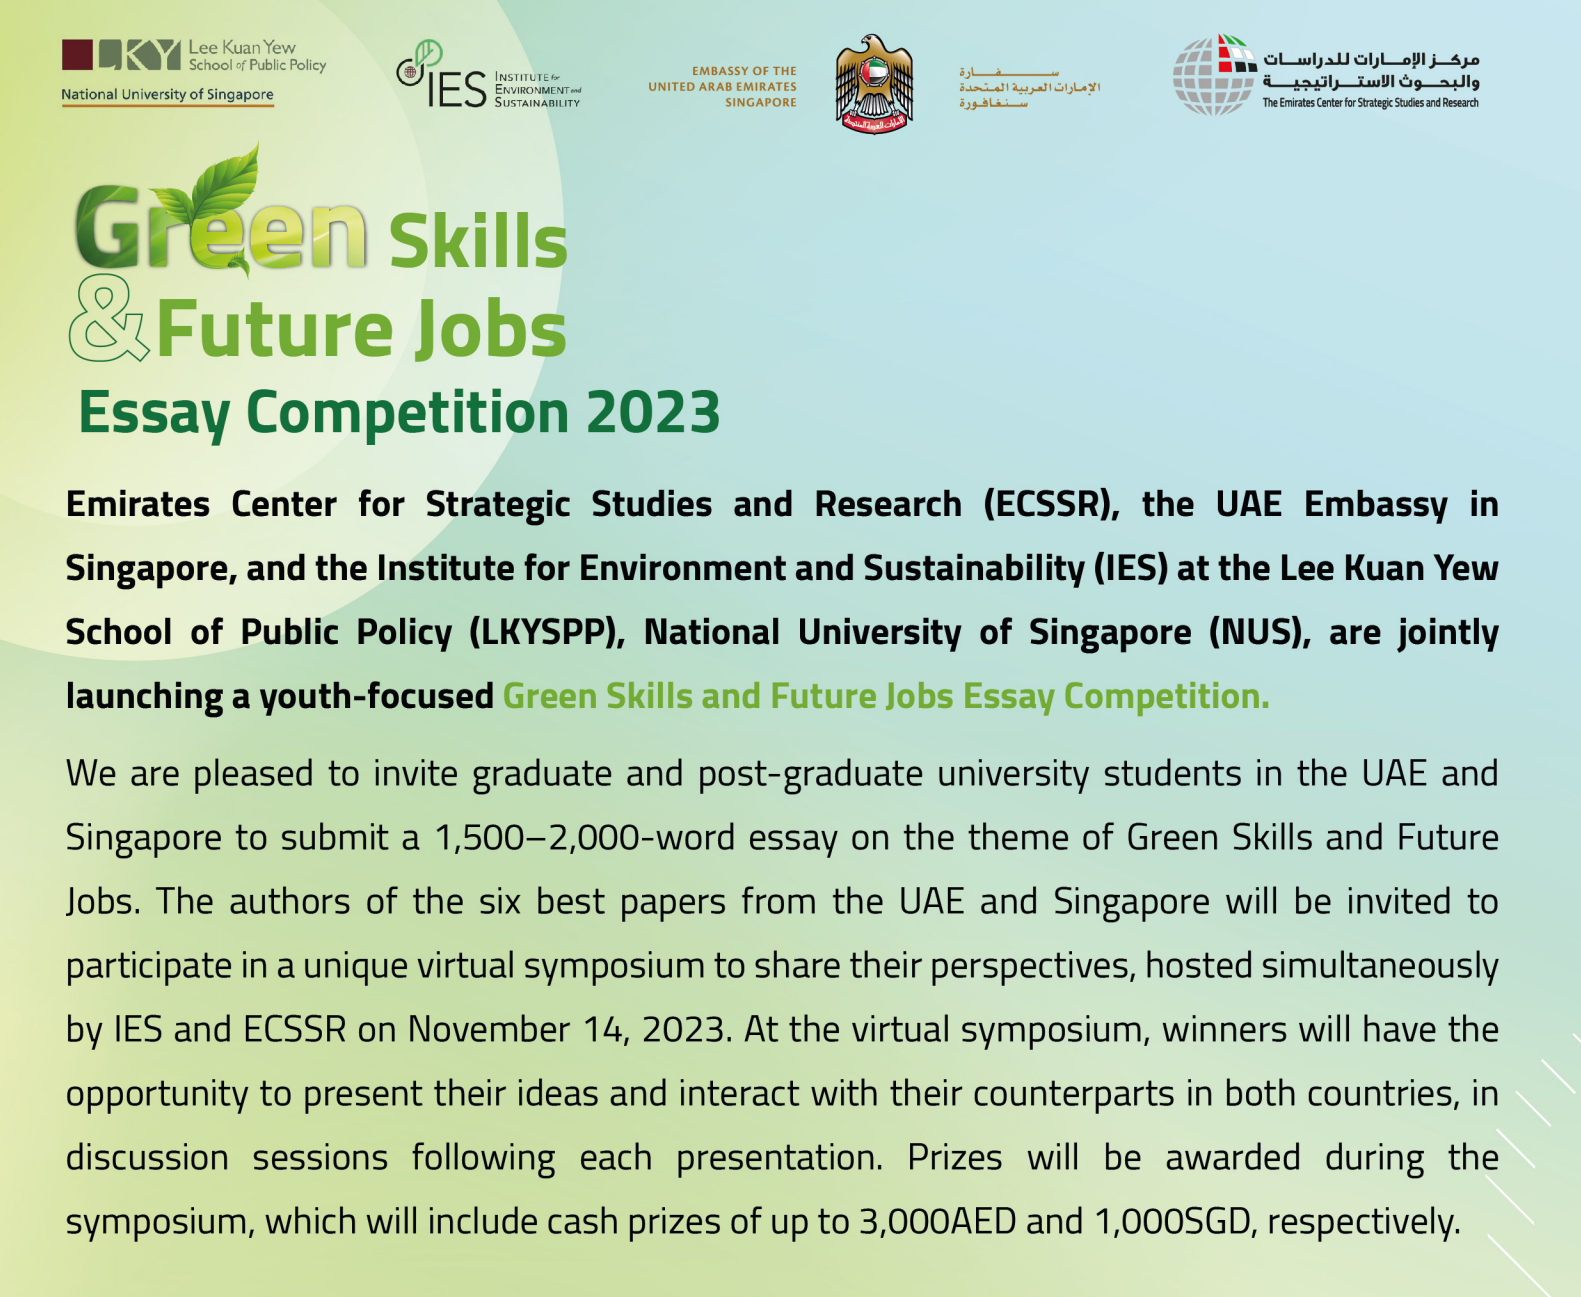 LKY
Lee Kuan Yew
School of Public Policy
National University of Singapore
IES
INSTITUTE for
ENVIRONMENT and
SUSTAINABILITY
EMBASSY OF THE
UNITED ARAB EMIRATES
SINGAPORE
الإمارات العربية المتحدة
ســـــفــــــارة
الإمارات العربية المتحدة
ســنـغـافـورة
مركـــز الإمـــارات للدراســـات
والبحـــوث الاستـــراتيجيـــة
The Emirates Center for Strategic Studies and Research
Green Skills
& Future Jobs
Essay Competition 2023
Emirates Center for Strategic Studies and Research (ECSSR), the UAE Embassy in
Singapore, and the Institute for Environment and Sustainability (IES) at the Lee Kuan Yew
School of Public Policy (LKYSPP), National University of Singapore (NUS), are jointly
launching a youth-focused Green Skills and Future Jobs Essay Competition.
We are pleased to invite graduate and post-graduate university students in the UAE and
Singapore to submit a 1,500–2,000-word essay on the theme of Green Skills and Future
Jobs. The authors of the six best papers from the UAE and Singapore will be invited to
participate in a unique virtual symposium to share their perspectives, hosted simultaneously
by IES and ECSSR on November 14, 2023. At the virtual symposium, winners will have the
opportunity to present their ideas and interact with their counterparts in both countries, in
discussion sessions following each presentation. Prizes will be awarded during the
symposium, which will include cash prizes of up to 3,000AED and 1,000SGD, respectively.